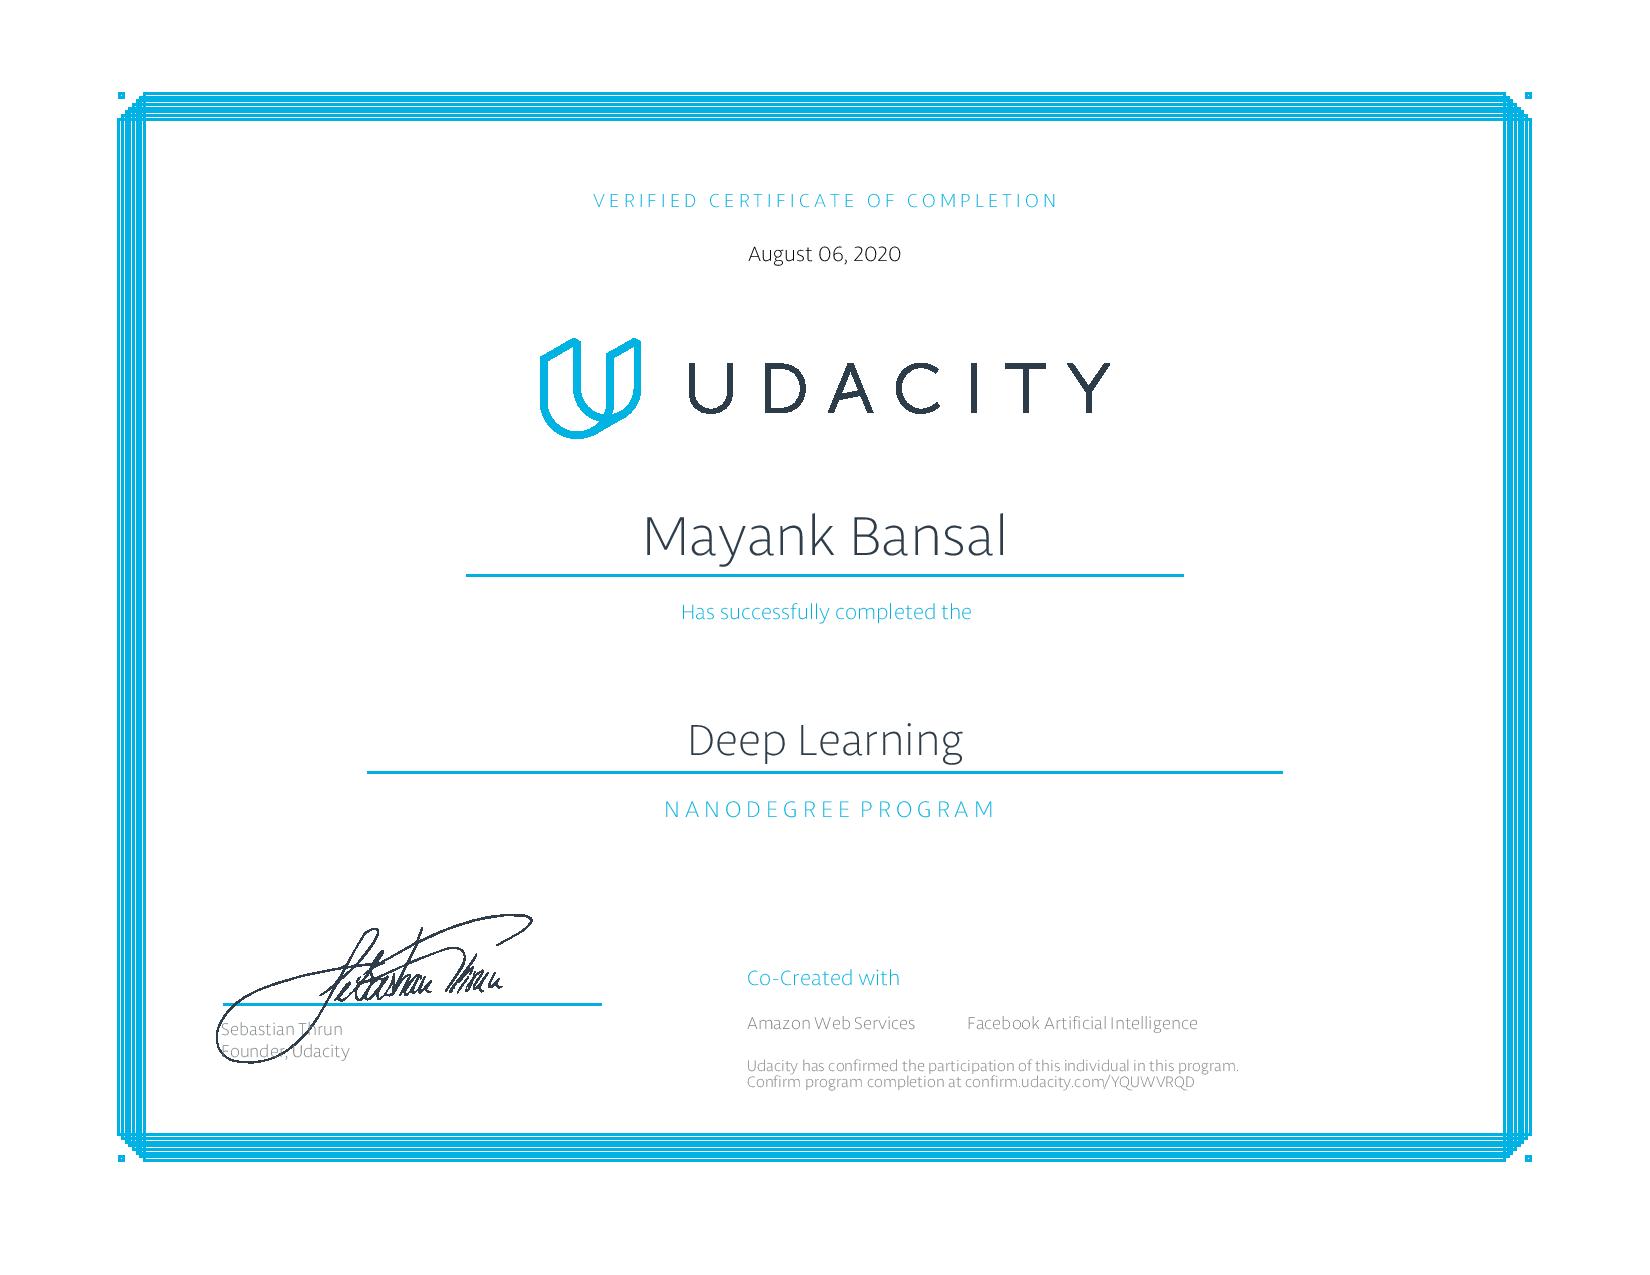 VERIFIED CERTIFICATE OF COMPLETION
August 06, 2020
UDACITY
Mayank Bansal
Has successfully completed the
Deep Learning
NANODEGREE PROGRAM
Sebastian Thrun
Sebastian Thrun
Founder, Udacity
Co-Created with
Amazon Web Services Facebook Artificial Intelligence
Udacity has confirmed the participation of this individual in this program.
Confirm program completion at confirm.udacity.com/YQUWVRQD